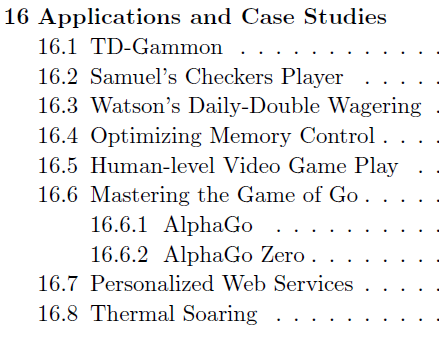 16 Applications and Case Studies
16.1 TD-Gammon . . . . . . . . . . . .
16.2 Samuel's Checkers Player . . . . .
16.3 Watson's Daily-Double Wagering .
16.4 Optimizing Memory Control . . . .
16.5 Human-level Video Game Play . .
16.6 Mastering the Game of Go . . . . .
16.6.1 AlphaGo . . . . . . . . . .
16.6.2 AlphaGo Zero . . . . . . . .
16.7 Personalized Web Services . . . . .
16.8 Thermal Soaring . . . . . . . . . .